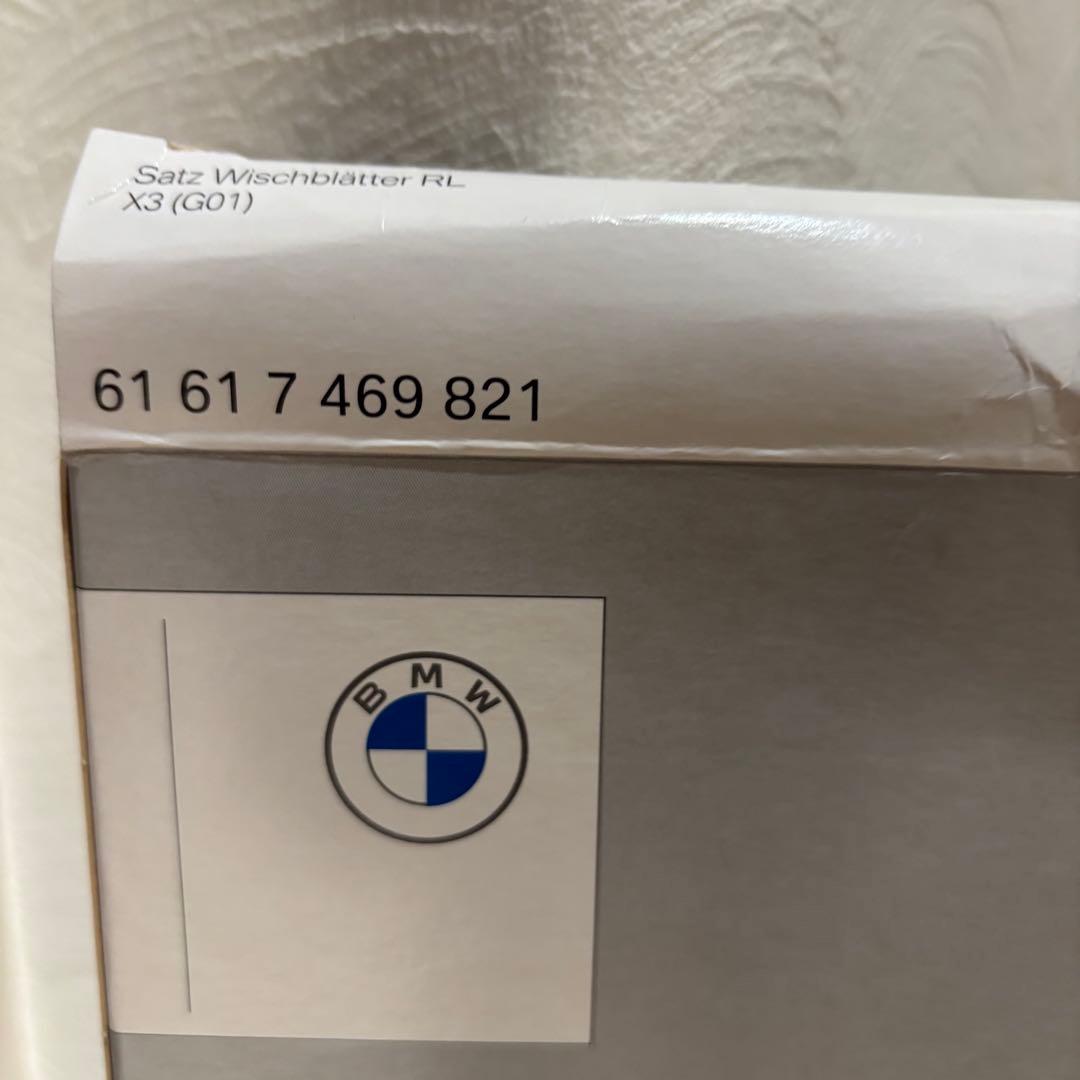 Satz Wischblätter RL
X3 (G01)
61 61 7 469 821
BMW